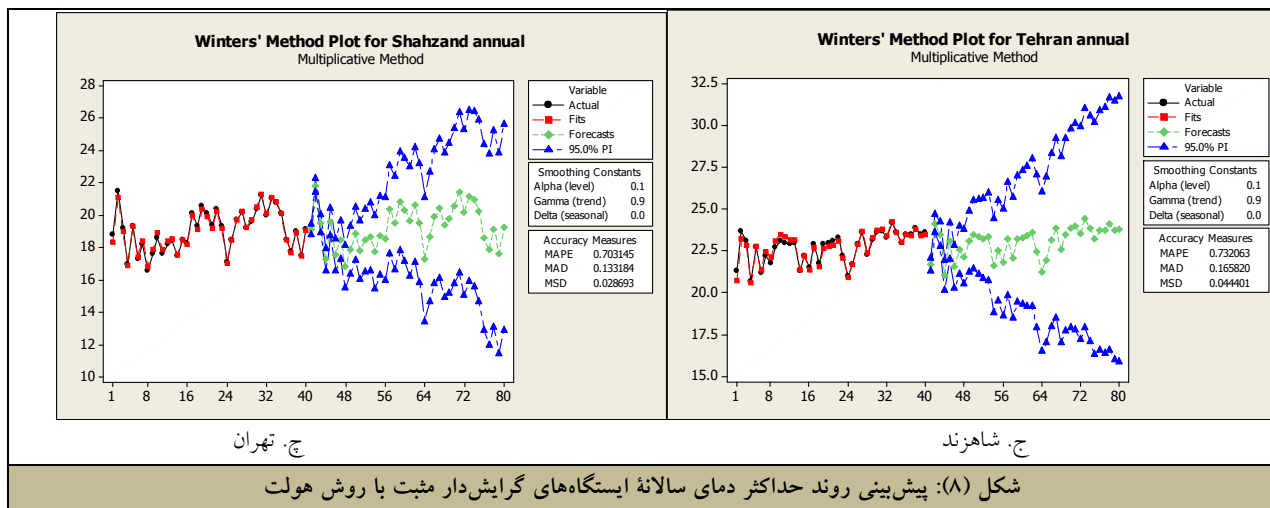 Winters' Method Plot for Shahzand annual
Multiplicative Method
28
26
24
22
20
18
16
14
12
10
1 8 16 24 32 40 48 56 64 72 80
Variable
Actual
Fits
Forecasts
95.0% PI
Smoothing Constants
Alpha (level) 0.1
Gamma (trend) 0.9
Delta (seasonal) 0.0
Accuracy Measures
MAPE 0.703145
MAD 0.133184
MSD 0.028693
Winters' Method Plot for Tehran annual
Multiplicative Method
32.5
30.0
27.5
25.0
22.5
20.0
17.5
15.0
1 8 16 24 32 40 48 56 64 72 80
Variable
Actual
Fits
Forecasts
95.0% PI
Smoothing Constants
Alpha (level) 0.1
Gamma (trend) 0.9
Delta (seasonal) 0.0
Accuracy Measures
MAPE 0.732063
MAD 0.165820
MSD 0.044401
ج. شاهزند
چ. تهران
شکل (۸): پیش‌بینی روند حداکثر دمای سالانهٔ ایستگاه‌های گرایش‌دار مثبت با روش هولت